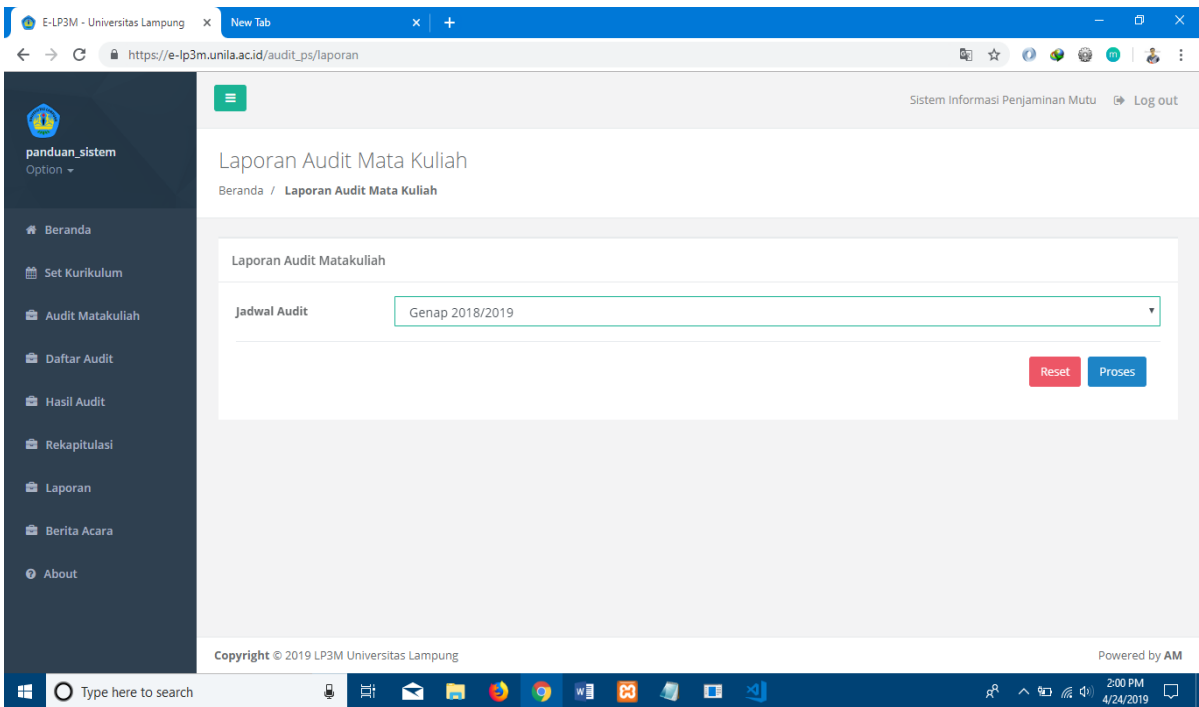 E-LP3M - Universitas Lampung
New Tab
https://e-lp3m.unila.ac.id/audit_ps/laporan
panduan_sistem
Option
Beranda
Set Kurikulum
Audit Matakuliah
Daftar Audit
Hasil Audit
Rekapitulasi
Laporan
Berita Acara
About
Sistem Informasi Penjaminan Mutu Log out
Laporan Audit Mata Kuliah
Beranda / Laporan Audit Mata Kuliah
Laporan Audit Matakuliah
Jadwal Audit Genap 2018/2019
Reset Proses
Copyright © 2019 LP3M Universitas Lampung Powered by AM
Type here to search
2:00 PM
4/24/2019